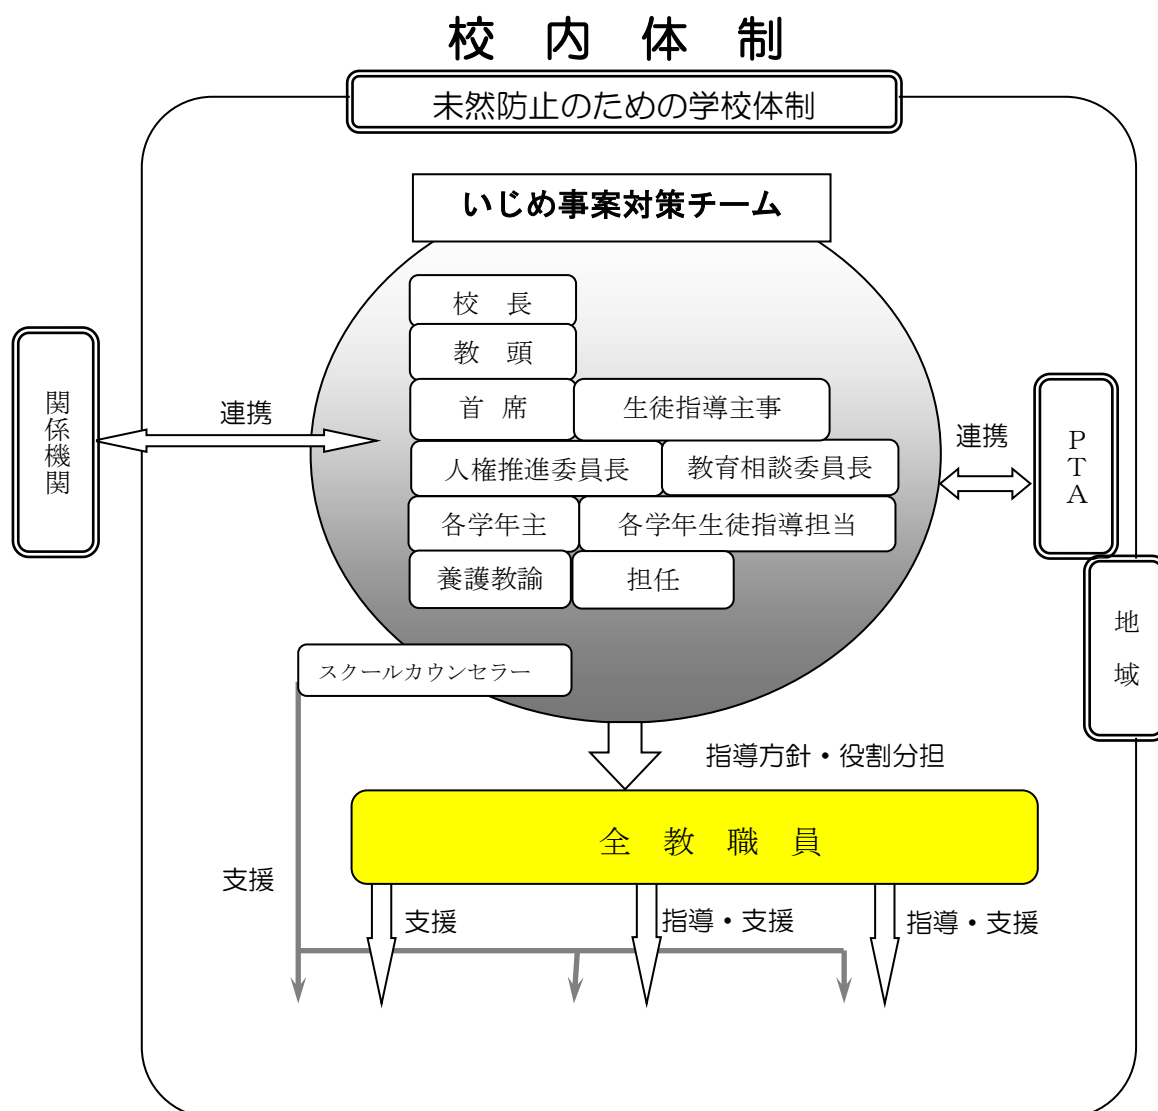 校 内 体 制
未然防止のための学校体制
いじめ事案対策チーム
校 長
教 頭
首 席
生徒指導主事
人権推進委員長
教育相談委員長
各学年主
各学年生徒指導担当
養護教諭
担任
スクールカウンセラー
関係機関
連携
連携
PTA
地域
指導方針・役割分担
全 教 職 員
支援
支援
指導・支援
指導・支援